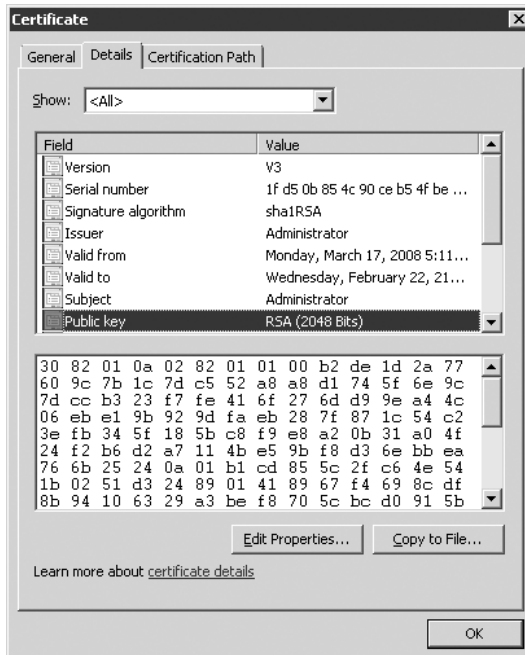 Certificate
General Details Certification Path
Show: <All>
Field Value
Version V3
Serial number 1f d5 0b 85 4c 90 ce b5 4f be ...
Signature algorithm sha1RSA
Issuer Administrator
Valid from Monday, March 17, 2008 5:11...
Valid to Wednesday, February 22, 21...
Subject Administrator
Public key RSA (2048 Bits)
30 82 01 0a 02 82 01 01 00 b2 de 1d 2a 77
60 9c 7b 1c 7d c5 52 a8 a8 d1 74 5f 6e 9c
7d cc b3 23 f7 fe 41 6f 27 6d d9 9e a4 4c
06 eb e1 9b 92 9d fa eb 28 7f 87 1c 54 c2
3e fb 34 5f 18 5b c8 f9 e8 a2 0b 31 a0 4f
24 f2 b6 d2 a7 11 4b e5 9b f8 d3 6e bb ea
76 6b 25 24 0a 01 b1 cd 85 5c 2f c6 4e 54
1b 02 51 d3 24 89 01 41 89 67 f4 69 8c df
8b 94 10 63 29 a3 be f8 70 5c bc d0 91 5b
Edit Properties... Copy to File...
Learn more about certificate details
OK